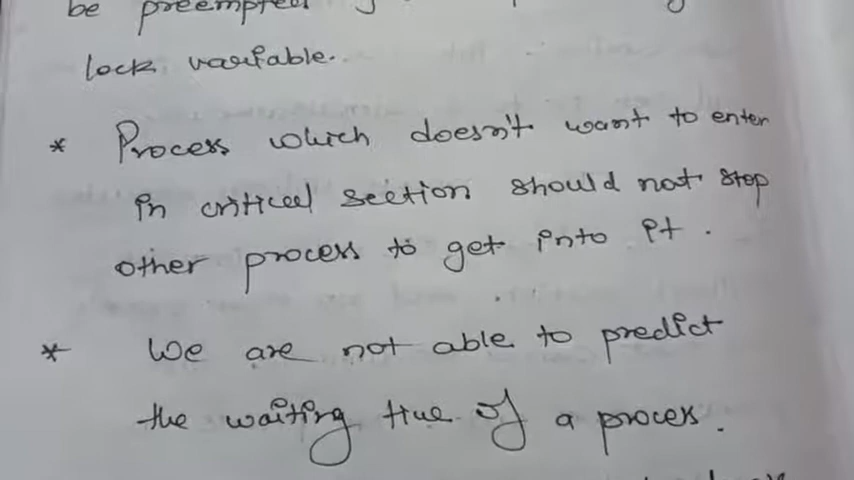 be preempted
lock variable.
* Process which doesn't want to enter
in critical section should not stop
other process to get into it.
* We are not able to predict
the waiting time of a process.